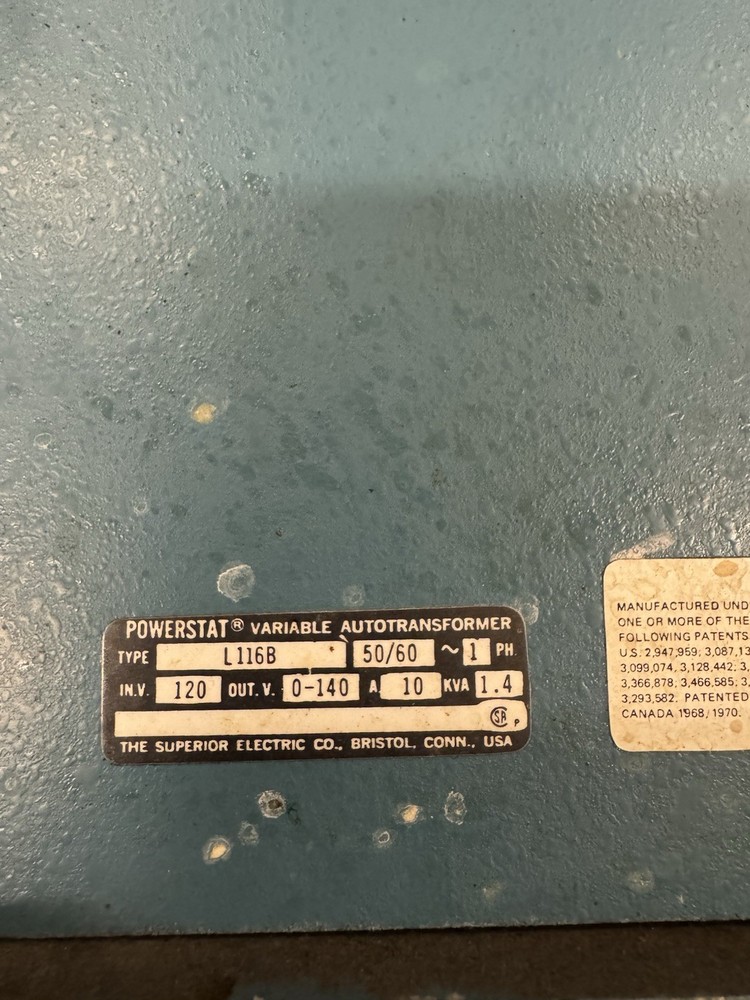 POWERSTAT® VARIABLE AUTOTRANSFORMER
TYPE L116B 50/60 ~ 1 PH
IN.V. 120 OUT.V. 0-140 A. 10 KVA 1.4
SA P
THE SUPERIOR ELECTRIC CO., BRISTOL, CONN., USA
MANUFACTURED UND
ONE OR MORE OF THE
FOLLOWING PATENTS
U.S. 2,947,959; 3,087,13
3,099,074, 3,128,442; 3,
3,366,878; 3,466,585; 3,
3,293,582. PATENTED
CANADA 1968, 1970.